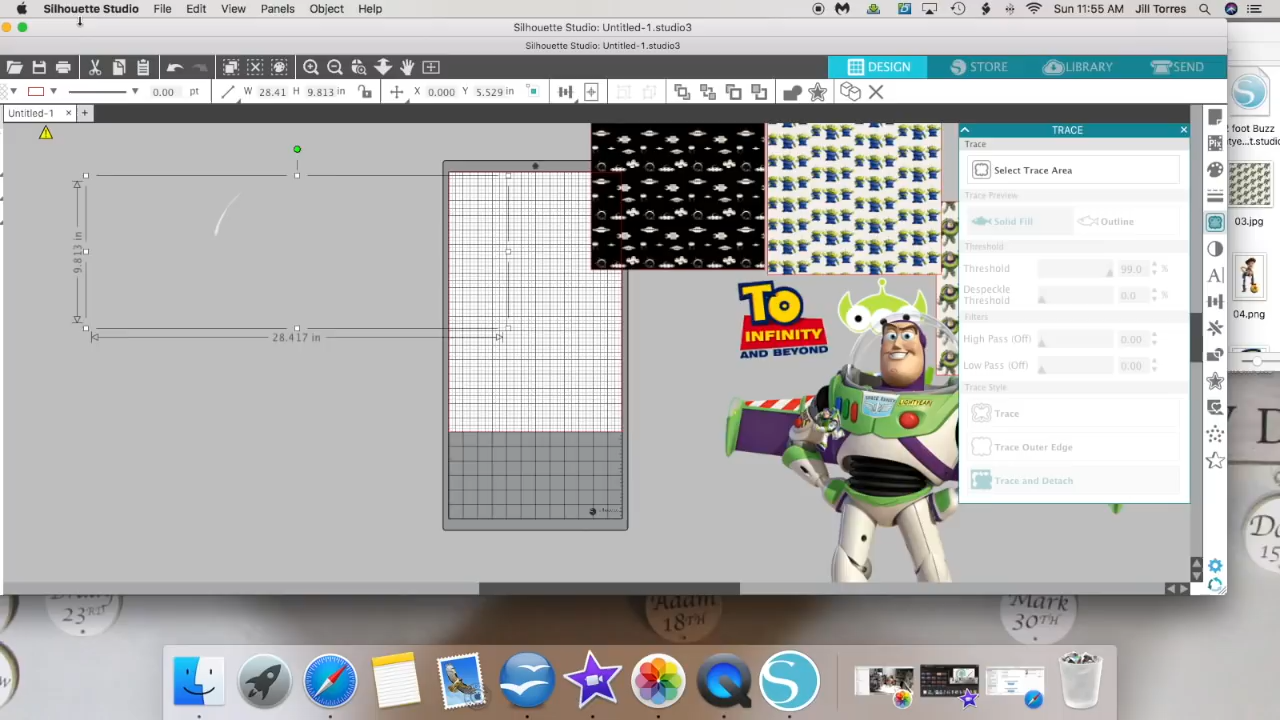 Silhouette Studio File Edit View Panels Object Help Sun 11:55 AM Jill Torres
Silhouette Studio: Untitled-1.studio3
Silhouette Studio: Untitled-1.studio3
DESIGN STORE LIBRARY SEND
0.00 pt W 28.41 H 9.813 in X 0.000 Y 5.529 in
Untitled-1 × +
TRACE
Trace
Select Trace Area
Trace Preview
Solid Fill Outline
Threshold
Threshold 99.0 %
Despeckle Threshold 0.0 %
Filters
High Pass (Off) 0.00
Low Pass (Off) 0.00
Trace Style
Trace
Trace Outer Edge
Trace and Detach
9.813 in
28.417 in
TO
INFINITY
AND BEYOND
LIGHTYEAR
foot Buzz
t.studio
03.jpg
04.png
23RD
Adam
18TH
Mark
30TH
15